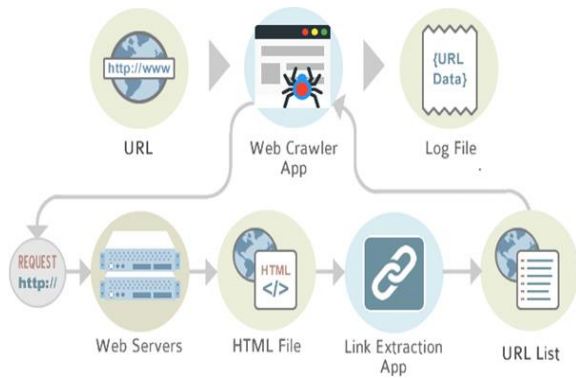 http://www
{URL
Data}
URL
Web Crawler
App
Log File
REQUEST
http://
HTML
</>
Web Servers
HTML File
Link Extraction
App
URL List